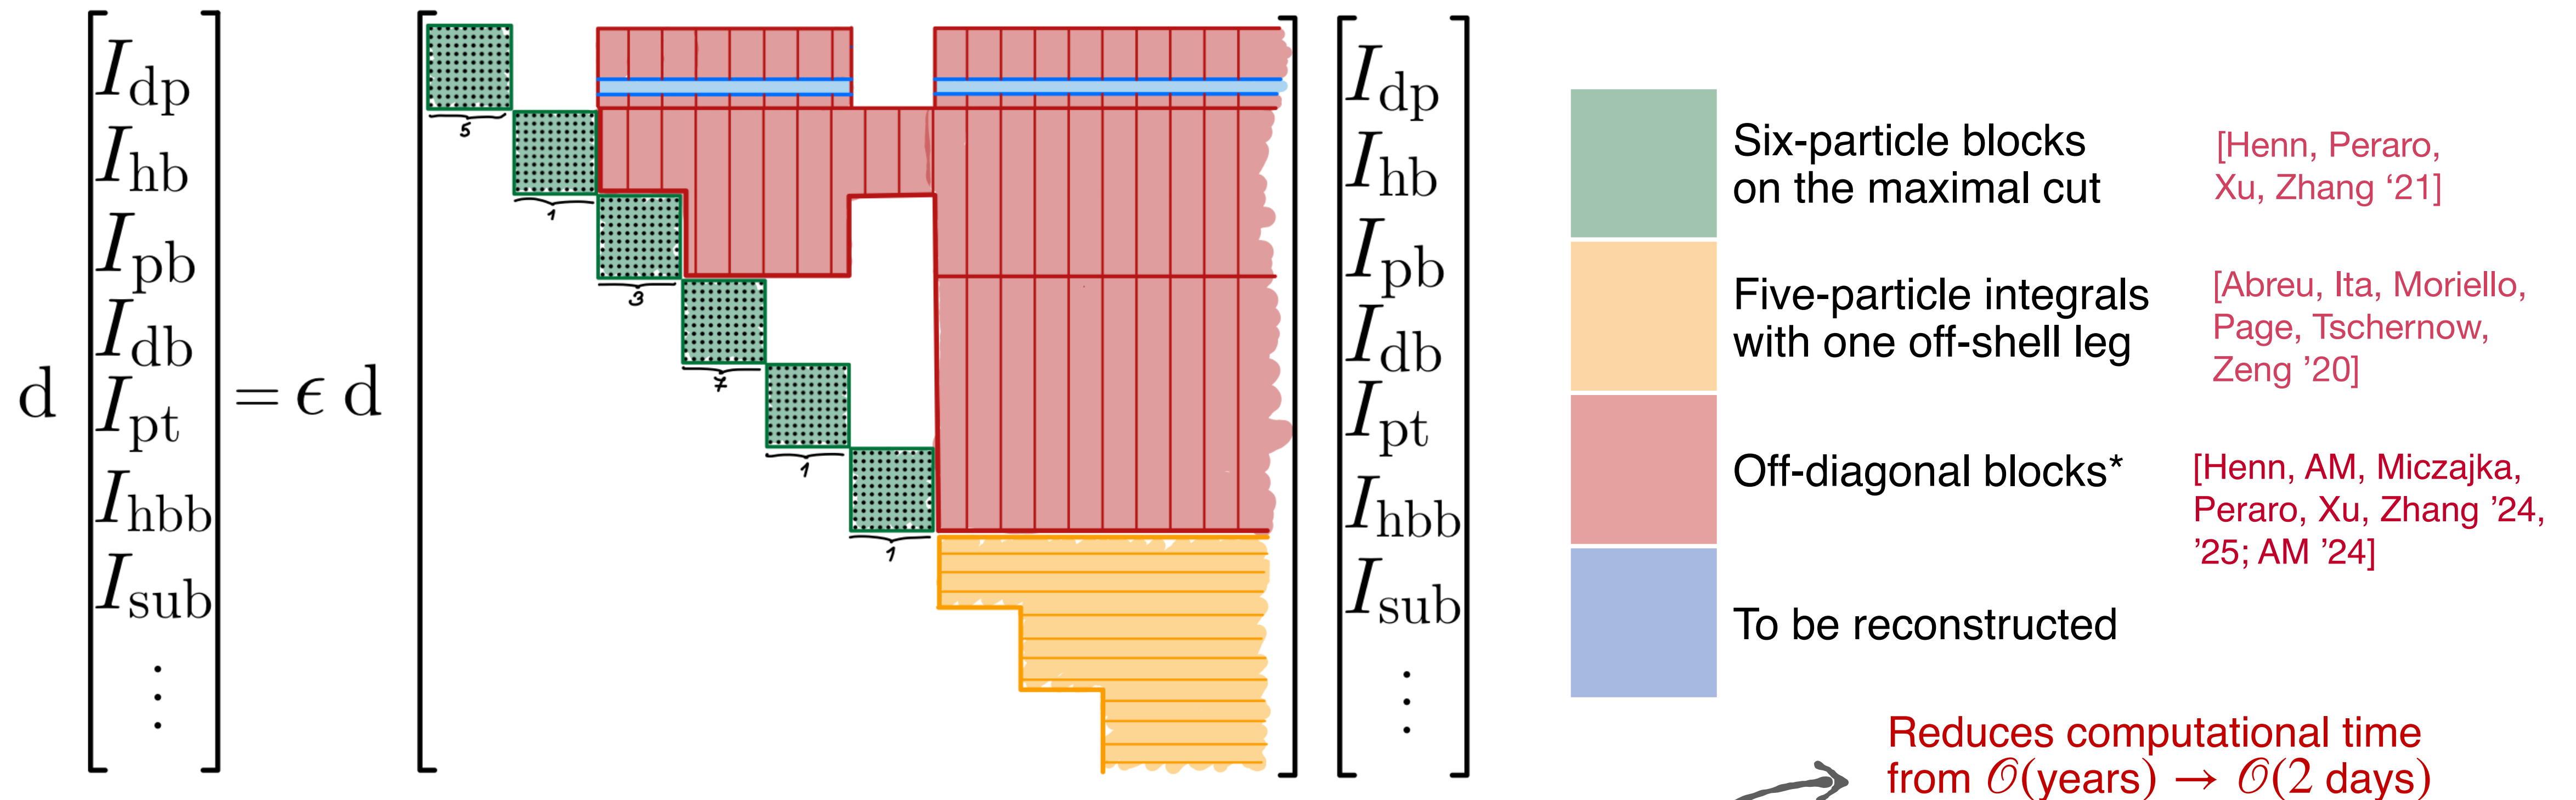 d
I_dp
I_hb
I_pb
I_db
I_pt
I_hbb
I_sub
⋮
= ϵ d
5
1
3
7
1
1
I_dp
I_hb
I_pb
I_db
I_pt
I_hbb
I_sub
⋮
Six-particle blocks
on the maximal cut
[Henn, Peraro,
Xu, Zhang ‘21]
Five-particle integrals
with one off-shell leg
[Abreu, Ita, Moriello,
Page, Tschernow,
Zeng ’20]
Off-diagonal blocks*
[Henn, AM, Miczajka,
Peraro, Xu, Zhang ’24,
’25; AM ’24]
To be reconstructed
Reduces computational time
from 𝒪(years) → 𝒪(2 days)